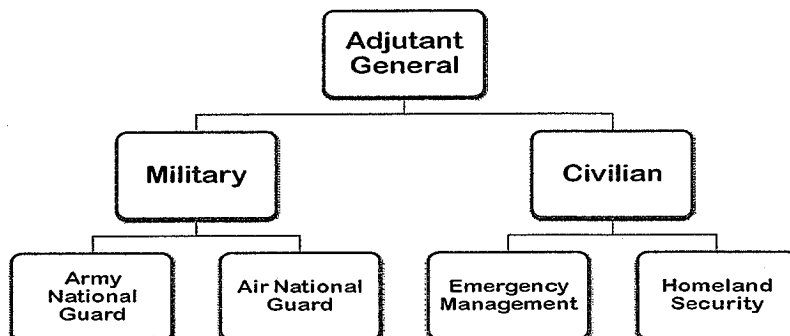 Adjutant
General
Military
Civilian
Army
National
Guard
Air National
Guard
Emergency
Management
Homeland
Security